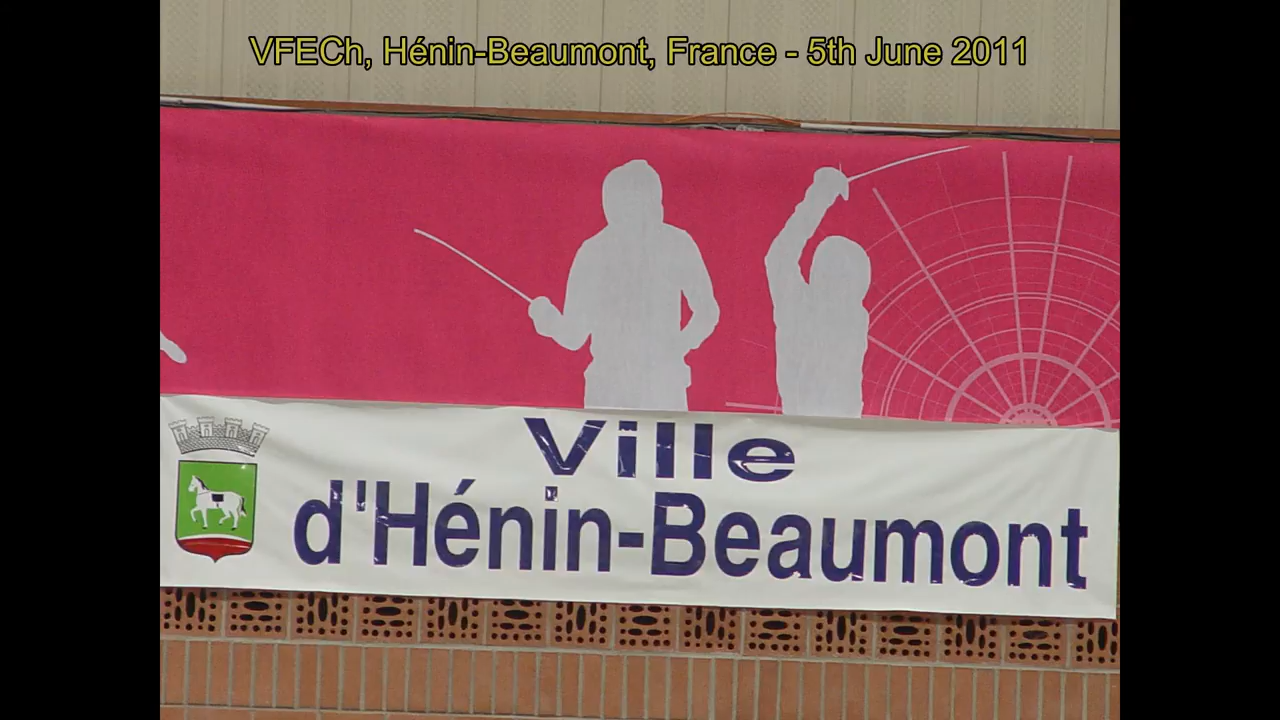 VFECh, Hénin-Beaumont, France - 5th June 2011
Ville
d'Hénin-Beaumont